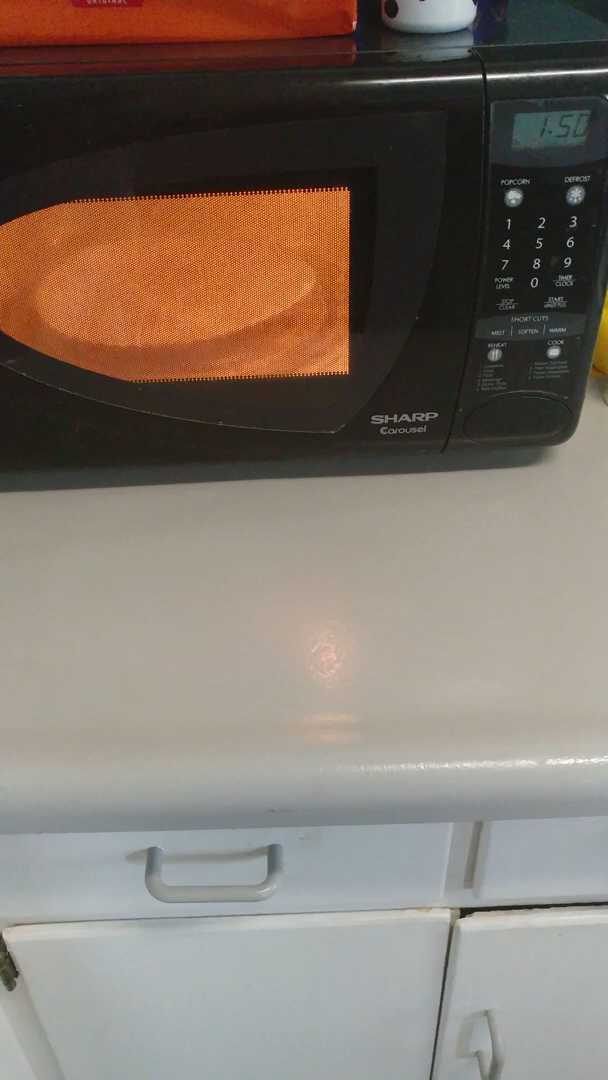 ORIGINAL
1.50
POPCORN DEFROST
1 2 3
4 5 6
7 8 9
POWER LEVEL 0 TIMER CLOCK
STOP CLEAR START
SHORT CUTS
MELT | SOFTEN | WARM
REHEAT COOK
SHARP
Carousel